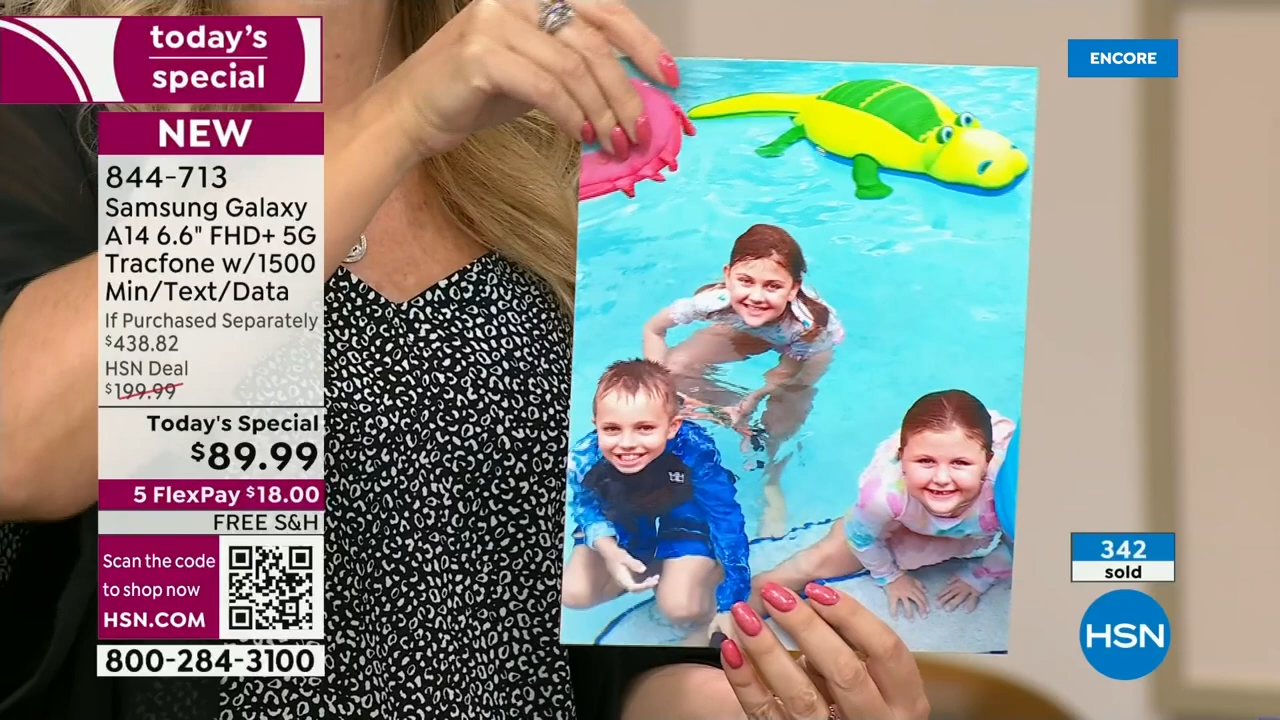 today's
special
NEW
844-713
Samsung Galaxy
A14 6.6" FHD+ 5G
Tracfone w/1500
Min/Text/Data
If Purchased Separately
$438.82
HSN Deal
$199.99
Today's Special
$89.99
5 FlexPay $18.00
FREE S&H
Scan the code
to shop now
HSN.COM
800-284-3100
ENCORE
342
sold
HSN